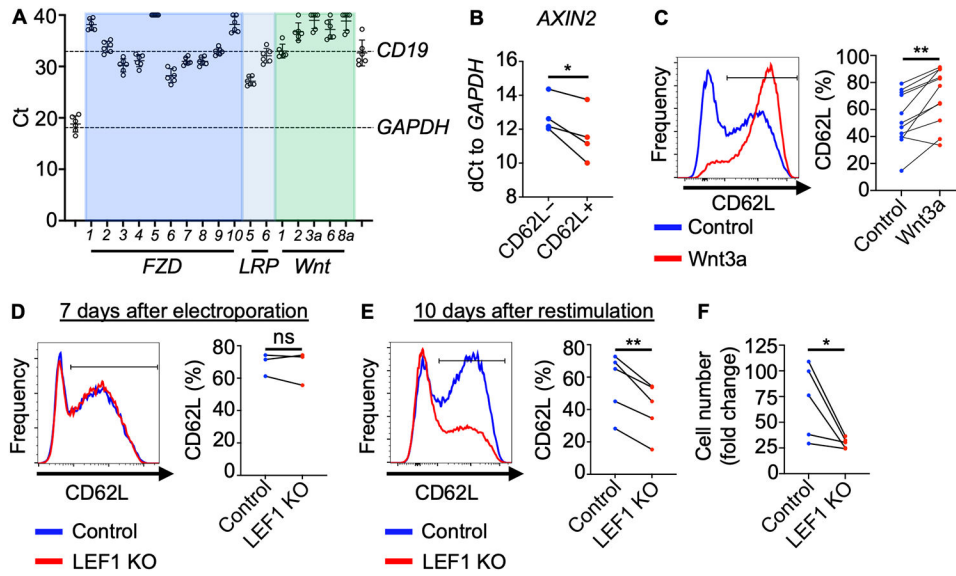 A
Ct
40
30
20
10
0
CD19
GAPDH
1 2 3 4 5 6 7 8 9 10 5 6 1 2 3a 5 6 8a
FZD LRP Wnt
B
AXIN2
dCt to GAPDH
16
14
12
10
8
*
CD62L−
CD62L+
C
Frequency
CD62L
Control
Wnt3a
CD62L (%)
100
80
60
40
20
0
**
Control
Wnt3a
D 7 days after electroporation
Frequency
CD62L
Control
LEF1 KO
CD62L (%)
80
60
40
20
0
ns
Control
LEF1 KO
E 10 days after restimulation
Frequency
CD62L
Control
LEF1 KO
CD62L (%)
80
60
40
20
0
**
Control
LEF1 KO
F
Cell number
(fold change)
125
100
75
50
25
0
*
Control
LEF1 KO